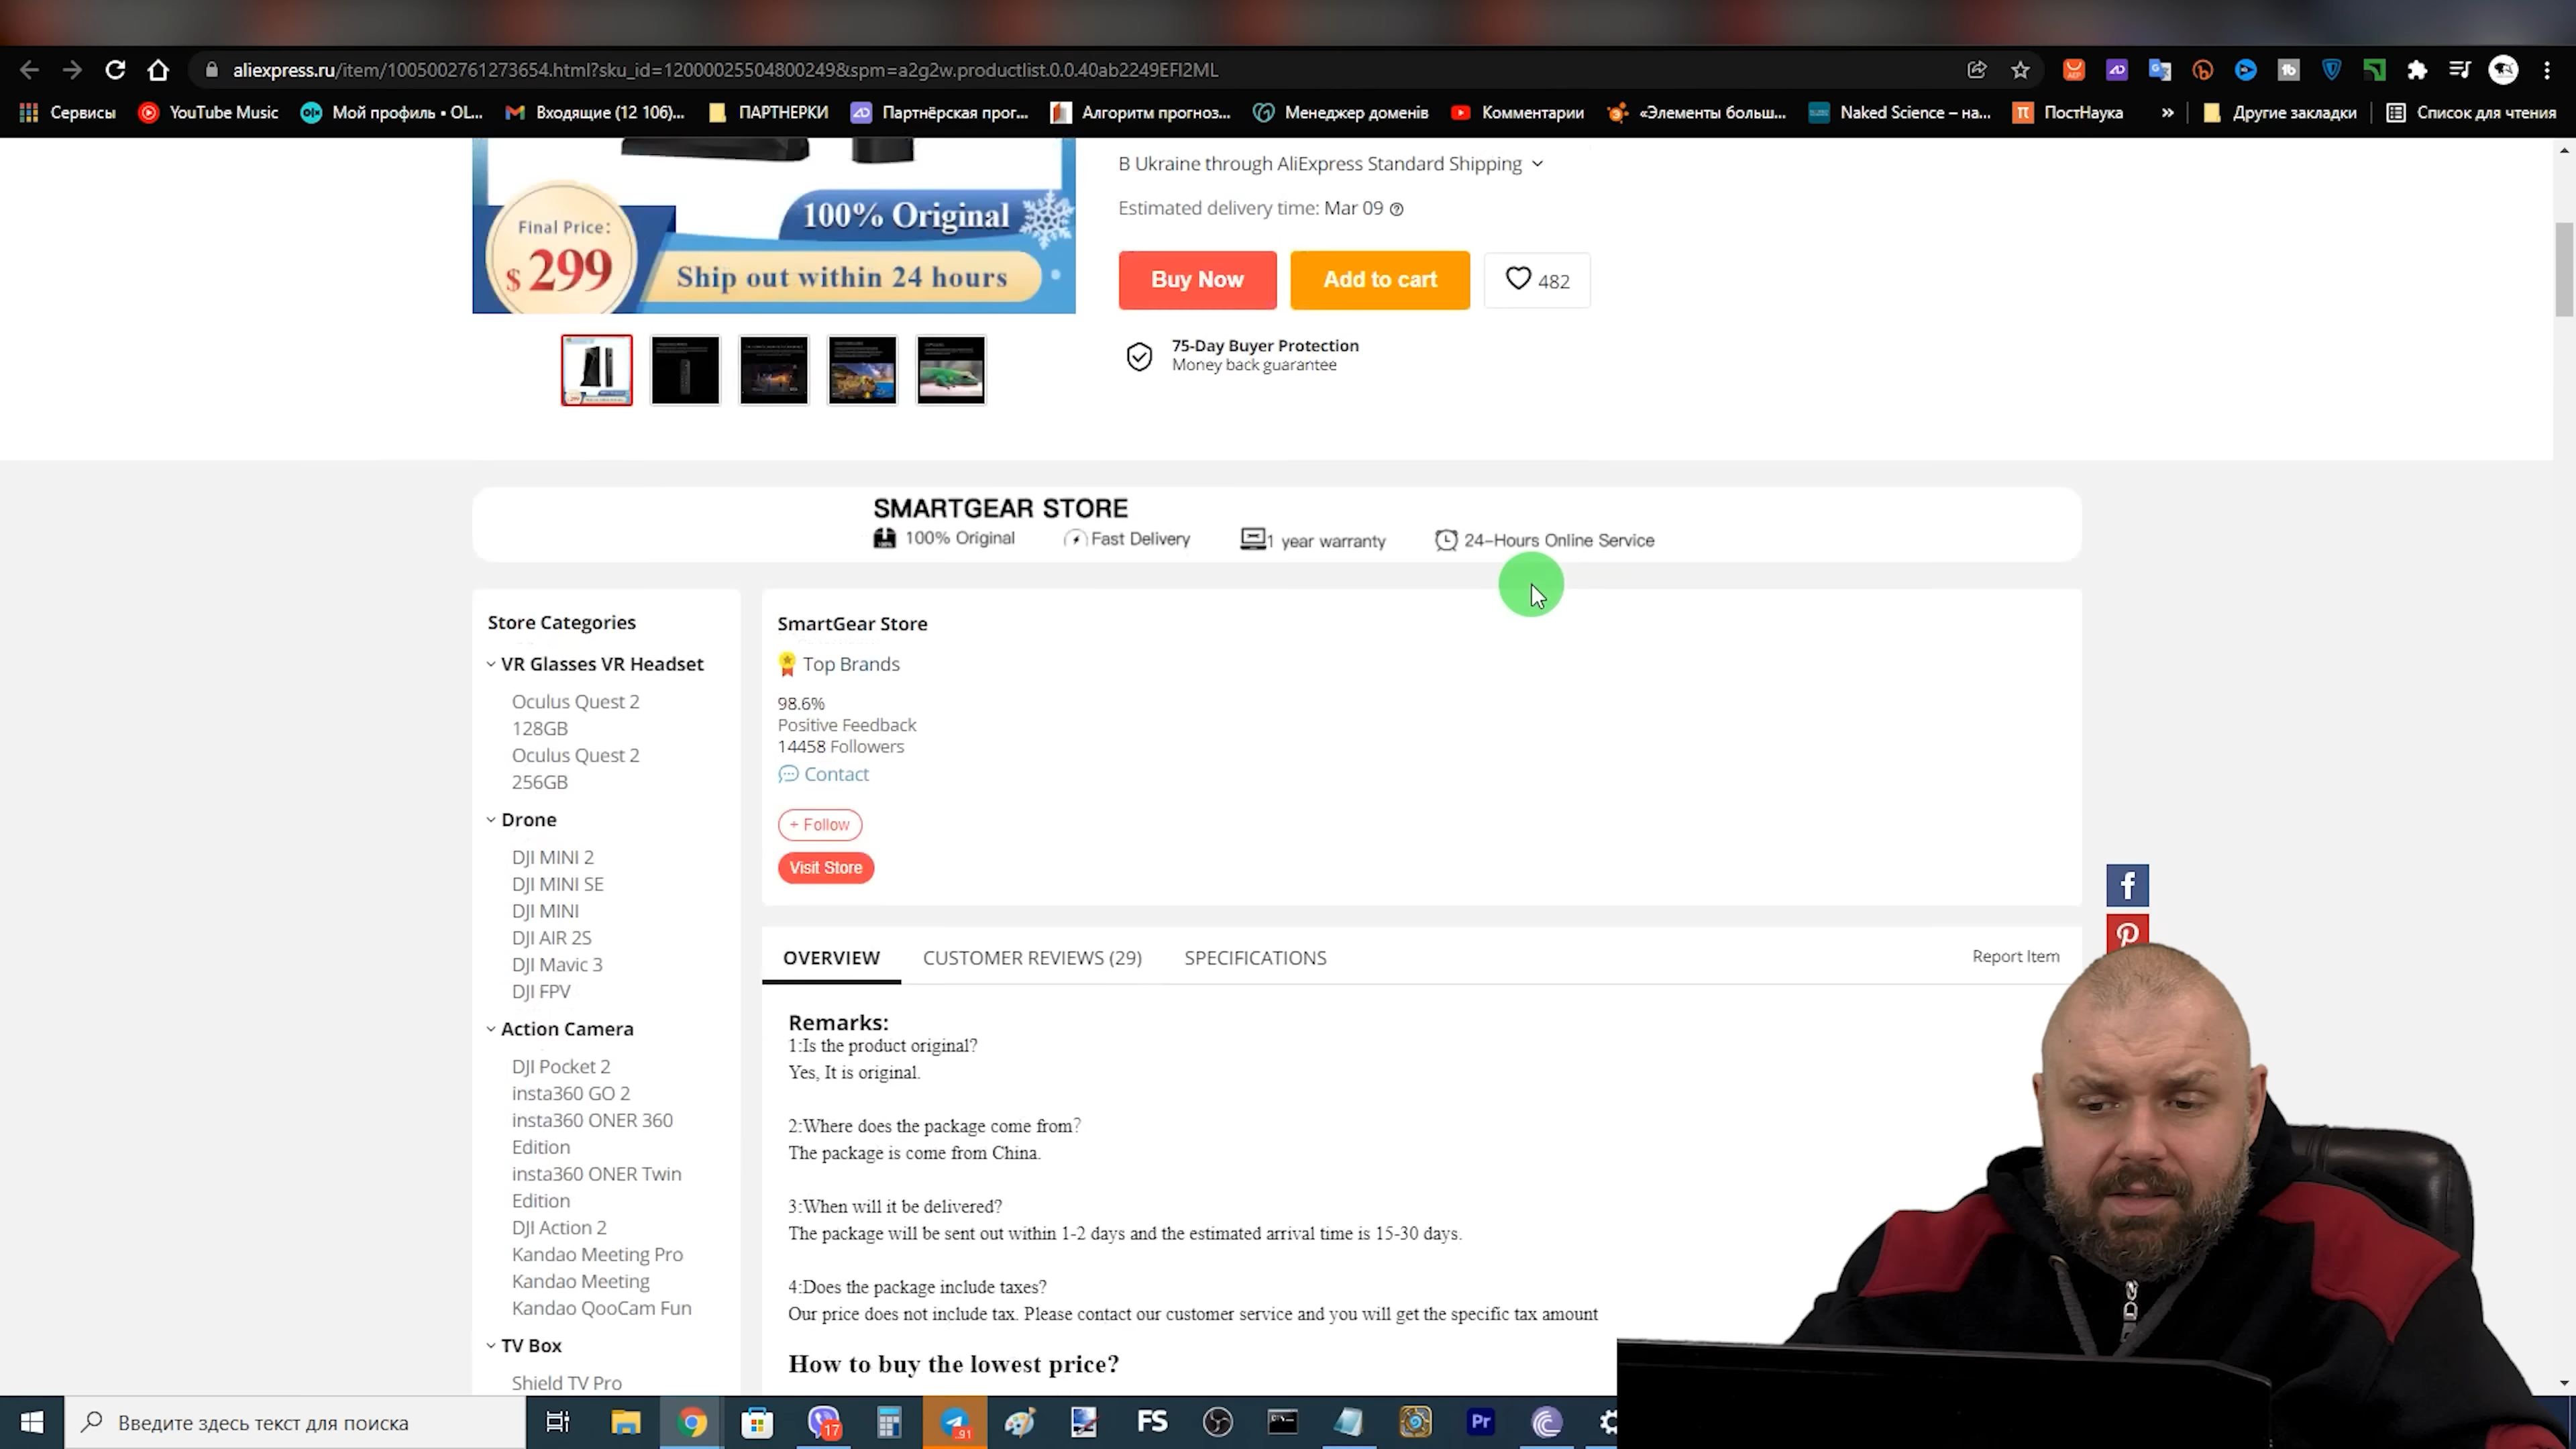 aliexpress.ru/item/1005002761273654.html?sku_id=12000025504800249&spm=a2g2w.productlist.0.0.40ab2249EFI2ML
Сервисы YouTube Music Мой профиль • OL... Входящие (12 106)... ПАРТНЕРКИ Партнёрская прог... Алгоритм прогноз... Менеджер доменів Комментарии «Элементы больш... Naked Science – на... ПостНаука » Другие закладки Список для чтения
В Ukraine through AliExpress Standard Shipping
Estimated delivery time: Mar 09
100% Original
Final Price:
$299
Ship out within 24 hours
Buy Now Add to cart 482
75-Day Buyer Protection
Money back guarantee
SMARTGEAR STORE
100% Original Fast Delivery 1 year warranty 24-Hours Online Service
Store Categories
VR Glasses VR Headset
Oculus Quest 2
128GB
Oculus Quest 2
256GB
Drone
DJI MINI 2
DJI MINI SE
DJI MINI
DJI AIR 2S
DJI Mavic 3
DJI FPV
Action Camera
DJI Pocket 2
insta360 GO 2
insta360 ONER 360
Edition
insta360 ONER Twin
Edition
DJI Action 2
Kandao Meeting Pro
Kandao Meeting
Kandao QooCam Fun
TV Box
Shield TV Pro
SmartGear Store
Top Brands
98.6%
Positive Feedback
14458 Followers
Contact
+ Follow
Visit Store
OVERVIEW CUSTOMER REVIEWS (29) SPECIFICATIONS Report Item
Remarks:
1:Is the product original?
Yes, It is original.
2:Where does the package come from?
The package is come from China.
3:When will it be delivered?
The package will be sent out within 1-2 days and the estimated arrival time is 15-30 days.
4:Does the package include taxes?
Our price does not include tax. Please contact our customer service and you will get the specific tax amount
How to buy the lowest price?
Введите здесь текст для поиска
17
91
FS
Pr